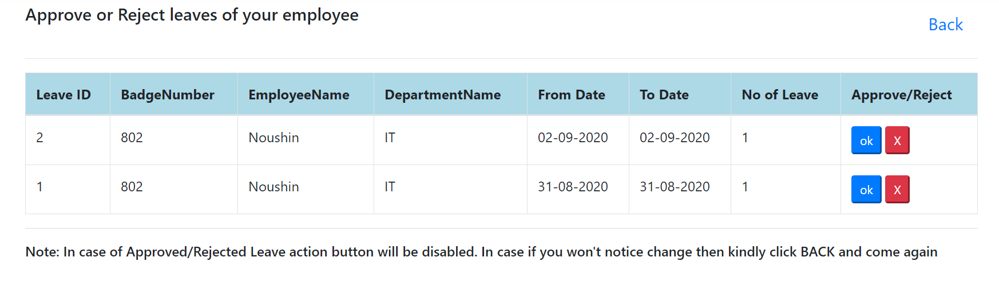 Approve or Reject leaves of your employee
Back
Leave ID BadgeNumber EmployeeName DepartmentName From Date To Date No of Leave Approve/Reject
2 802 Noushin IT 02-09-2020 02-09-2020 1 ok X
1 802 Noushin IT 31-08-2020 31-08-2020 1 ok X
Note: In case of Approved/Rejected Leave action button will be disabled. In case if you won't notice change then kindly click BACK and come again